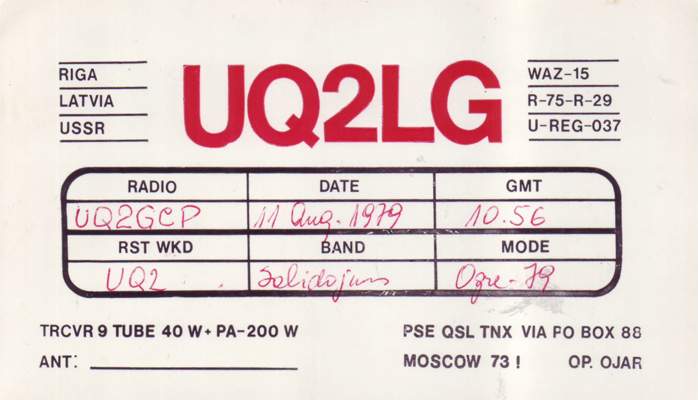 RIGA
LATVIA
USSR
UQ2LG
WAZ-15
R-75-R-29
U-REG-037
RADIO DATE GMT
UQ2GCP 11 Aug. 1979 10.56
RST WKD BAND MODE
UQ2 Salidojums Ogre-79
TRCVR 9 TUBE 40 W+ PA-200 W
ANT:
PSE QSL TNX VIA PO BOX 88
MOSCOW 73! OP. OJAR